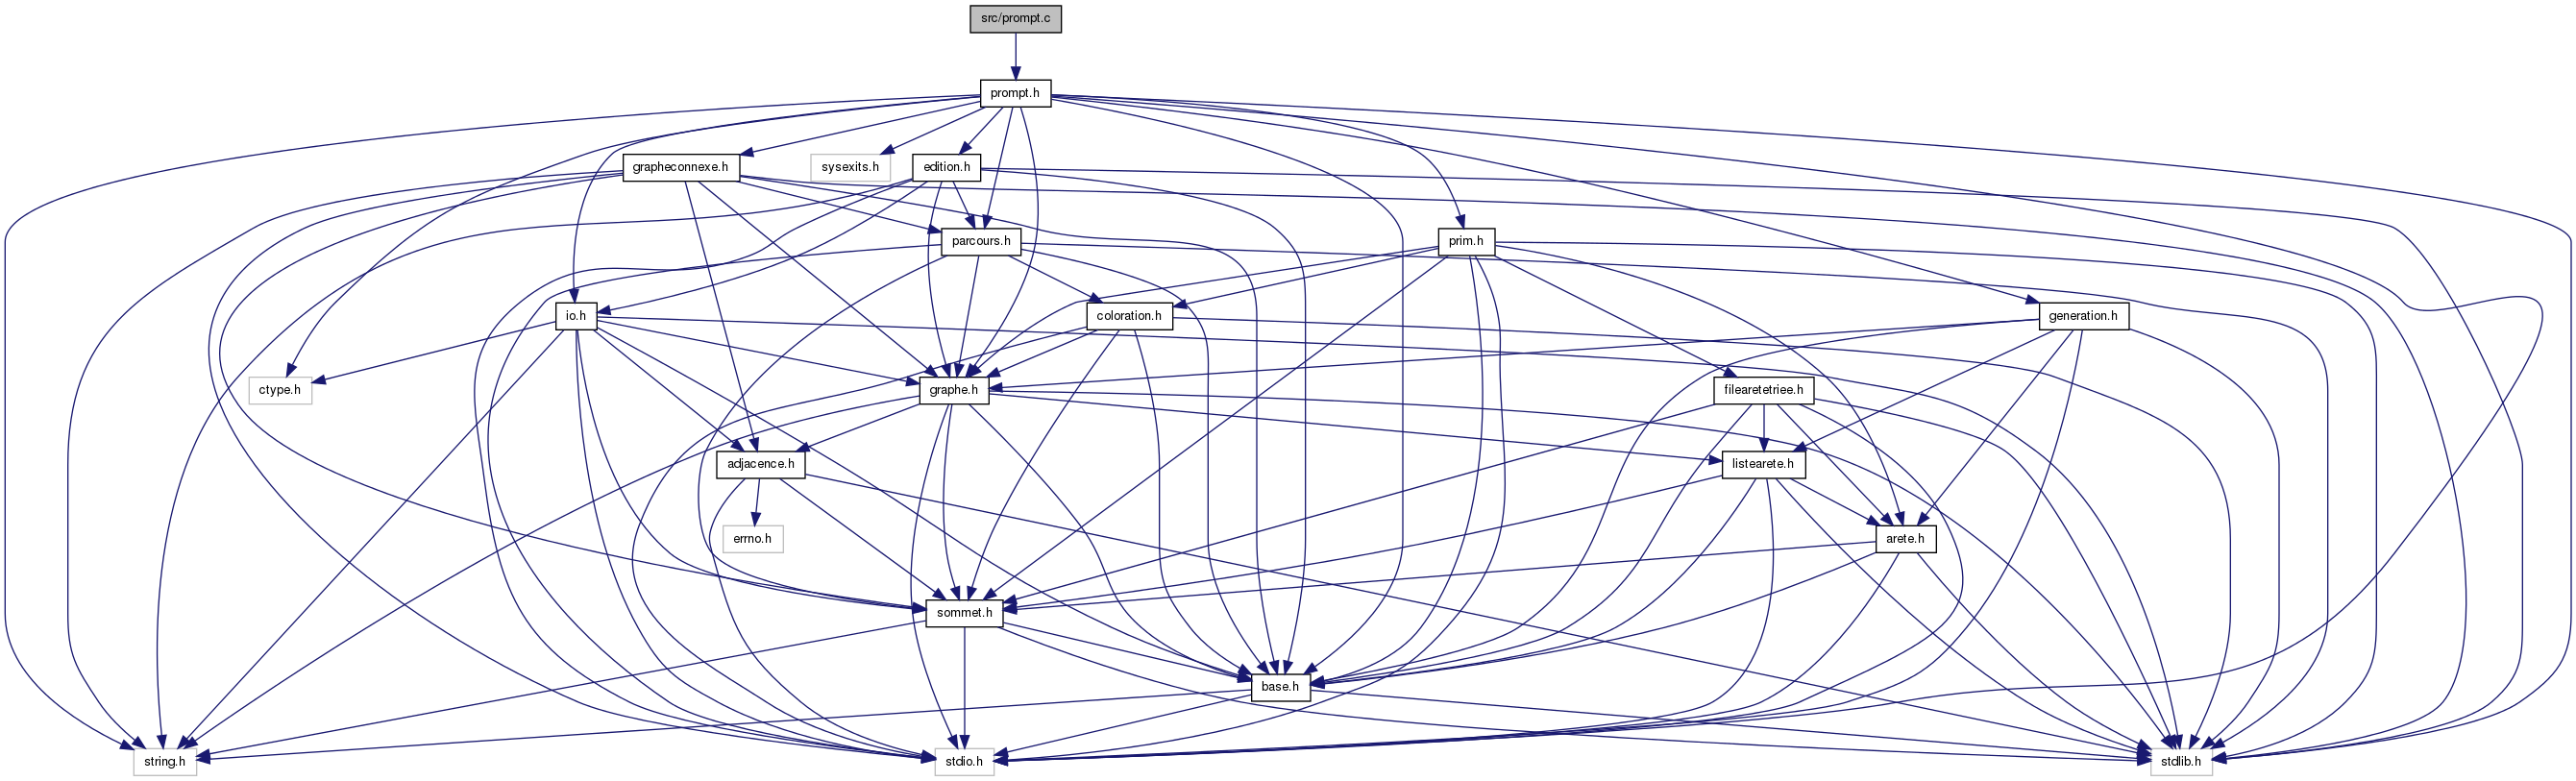 src/prompt.c
prompt.h
grapheconnexe.h
sysexits.h
edition.h
parcours.h
prim.h
io.h
coloration.h
generation.h
ctype.h
graphe.h
filearetetriee.h
adjacence.h
listearete.h
errno.h
arete.h
sommet.h
base.h
string.h
stdio.h
stdlib.h